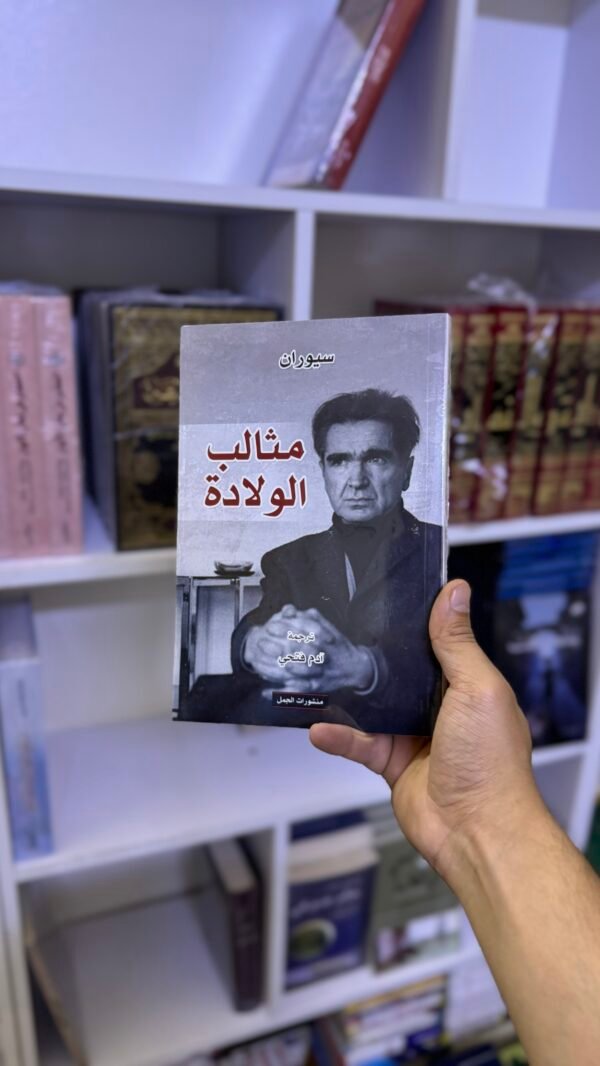 سيوران
مثالب
الولادة
ترجمة
آدم فتحي
منشورات الجمل